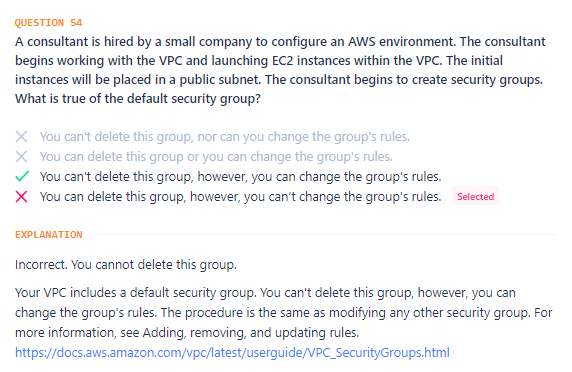 QUESTION 54
A consultant is hired by a small company to configure an AWS environment. The consultant
begins working with the VPC and launching EC2 instances within the VPC. The initial
instances will be placed in a public subnet. The consultant begins to create security groups.
What is true of the default security group?
You can't delete this group, nor can you change the group's rules.
You can delete this group or you can change the group's rules.
You can't delete this group, however, you can change the group's rules.
You can delete this group, however, you can't change the group's rules. Selected
EXPLANATION
Incorrect. You cannot delete this group.
Your VPC includes a default security group. You can't delete this group, however, you can
change the group's rules. The procedure is the same as modifying any other security group. For
more information, see Adding, removing, and updating rules.
https://docs.aws.amazon.com/vpc/latest/userguide/VPC_SecurityGroups.html